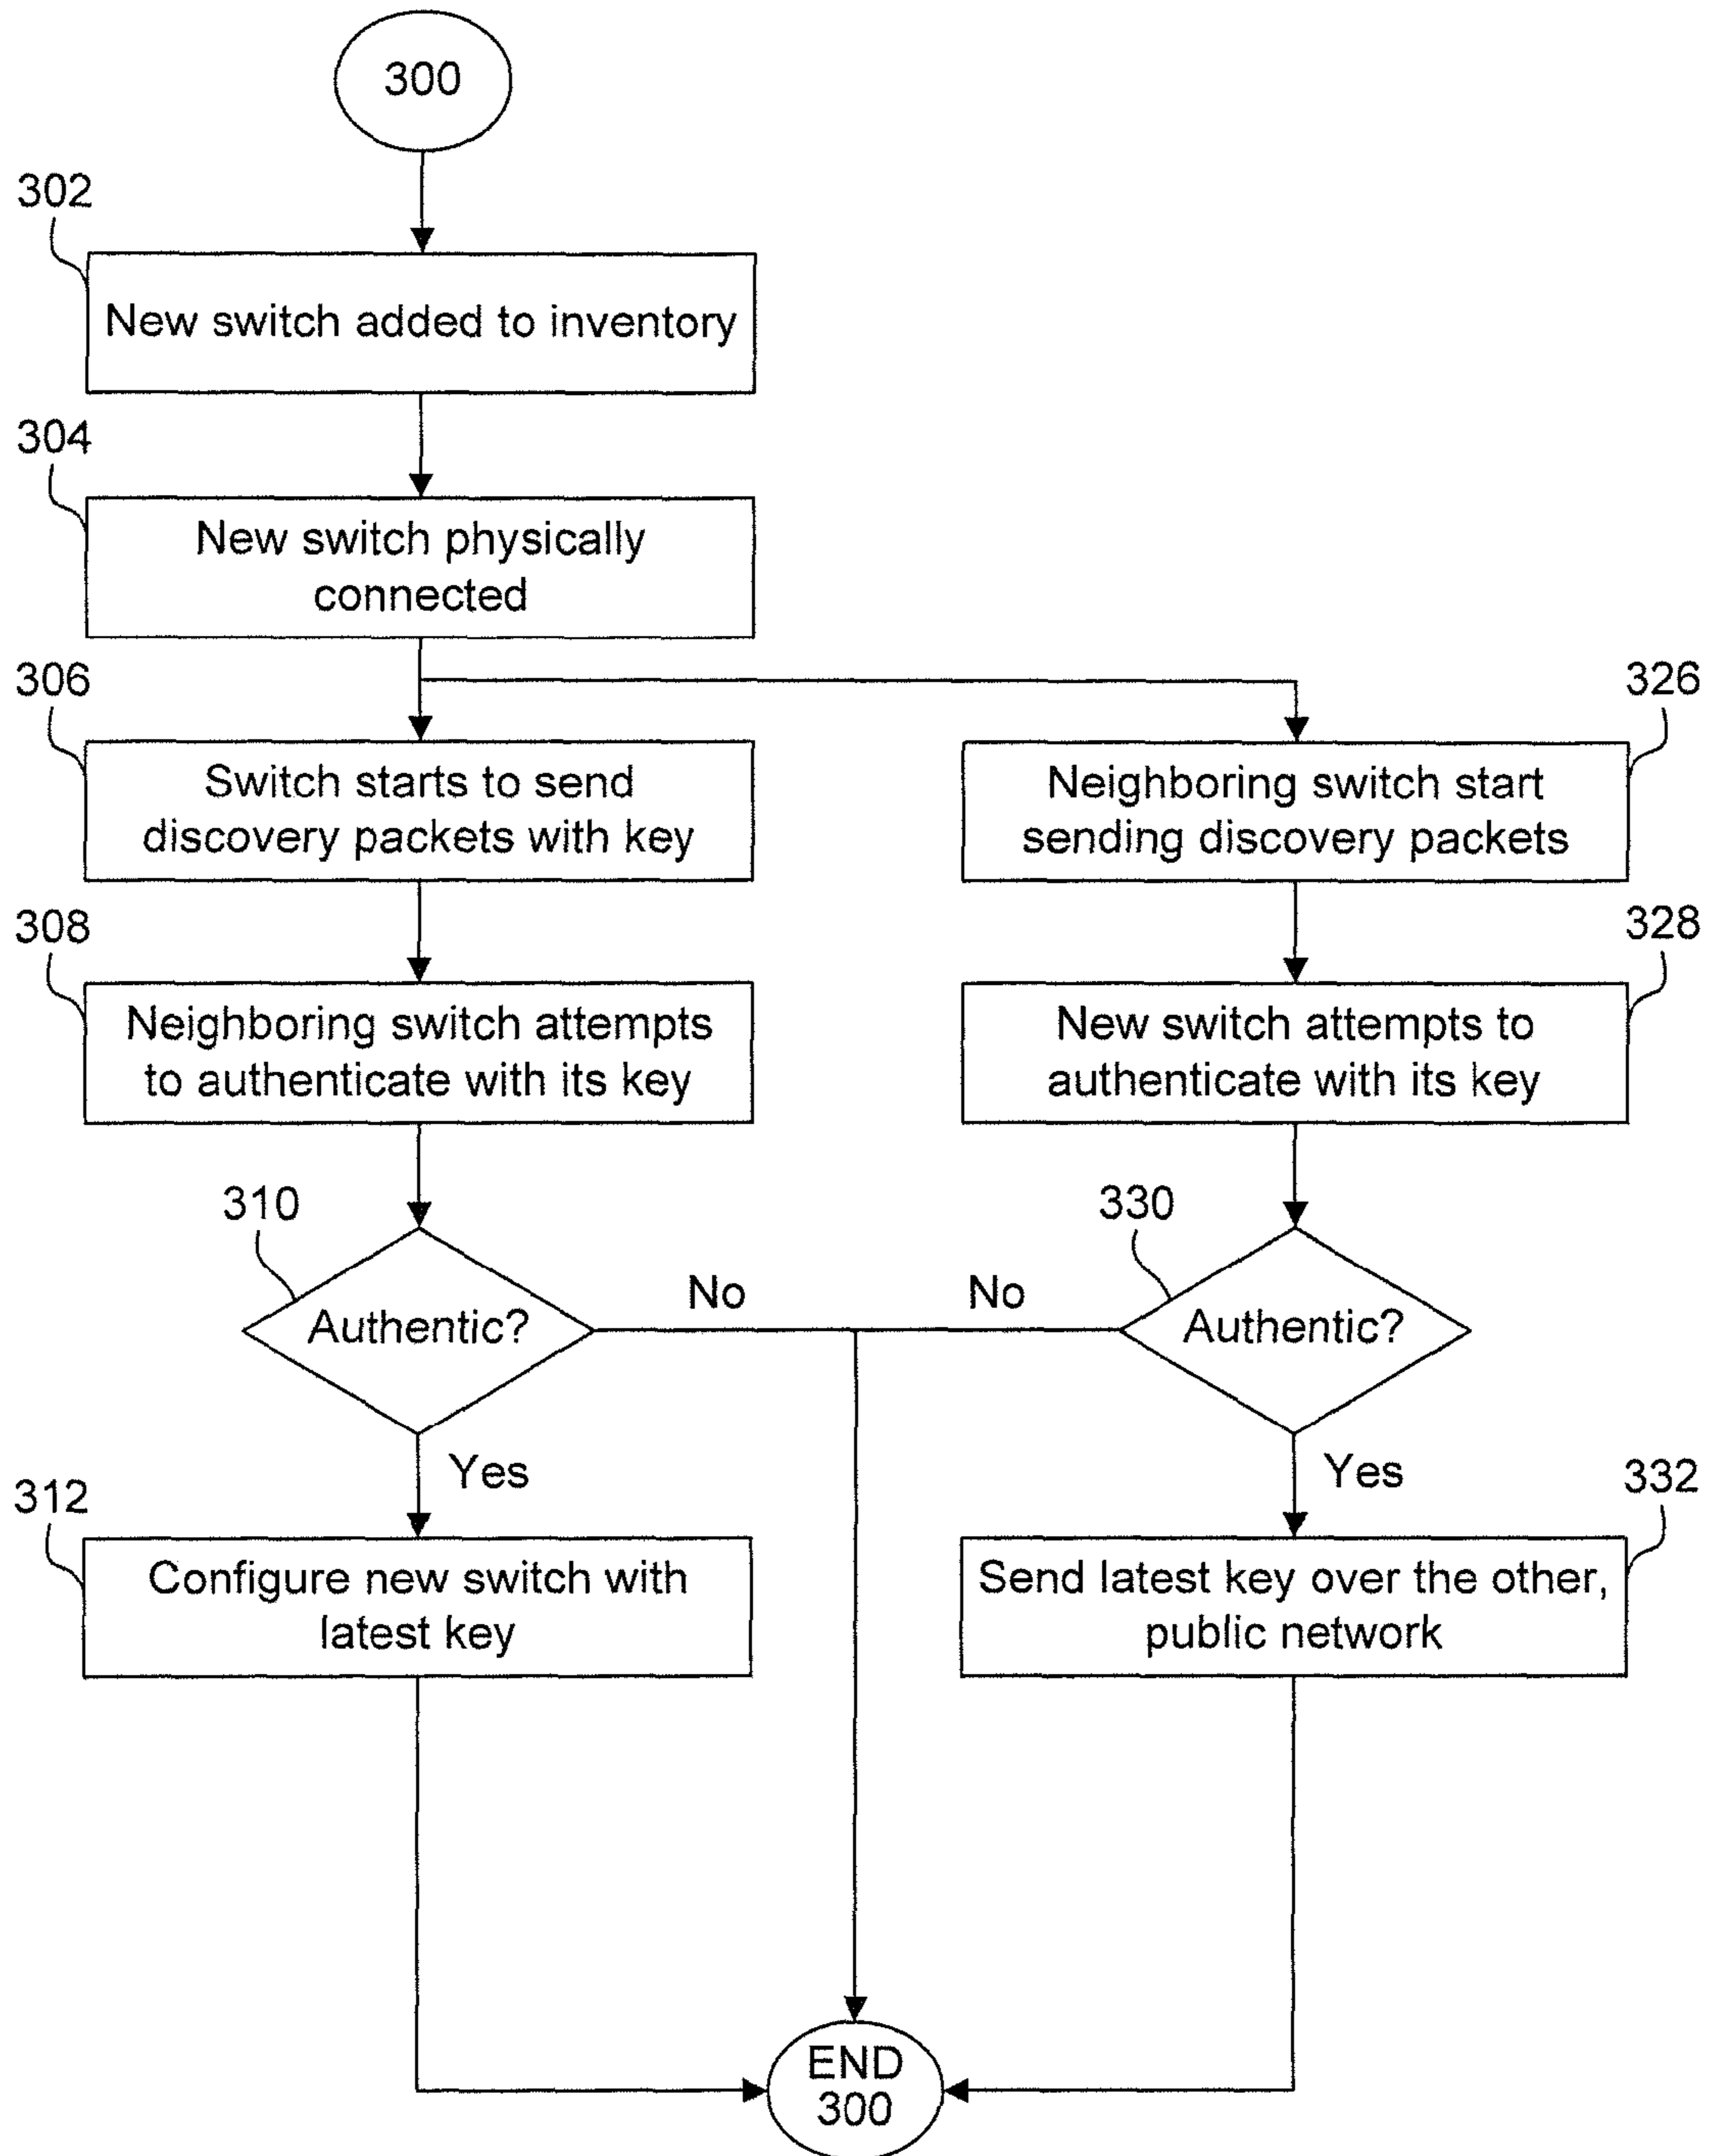 300
302
New switch added to inventory
304
New switch physically
connected
306
326
Switch starts to send
discovery packets with key
Neighboring switch start
sending discovery packets
308
328
Neighboring switch attempts
to authenticate with its key
New switch attempts to
authenticate with its key
310
330
Authentic?
No
No
Authentic?
Yes
Yes
312
332
Configure new switch with
latest key
Send latest key over the other,
public network
END
300